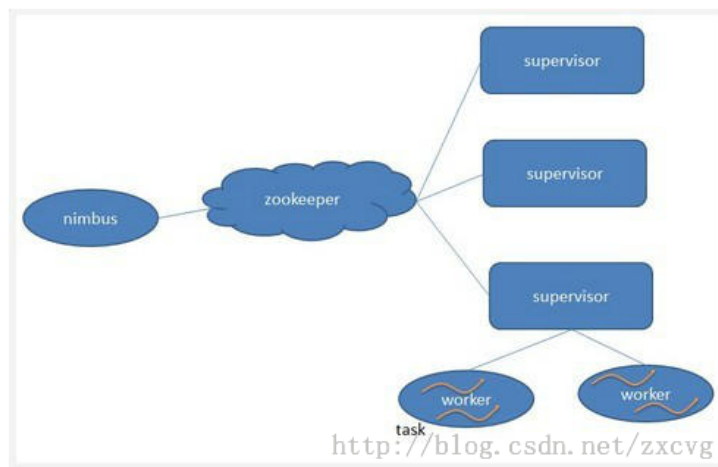 supervisor
supervisor
zookeeper
nimbus
supervisor
worker
worker
task
http://blog.csdn.net/zxcvg